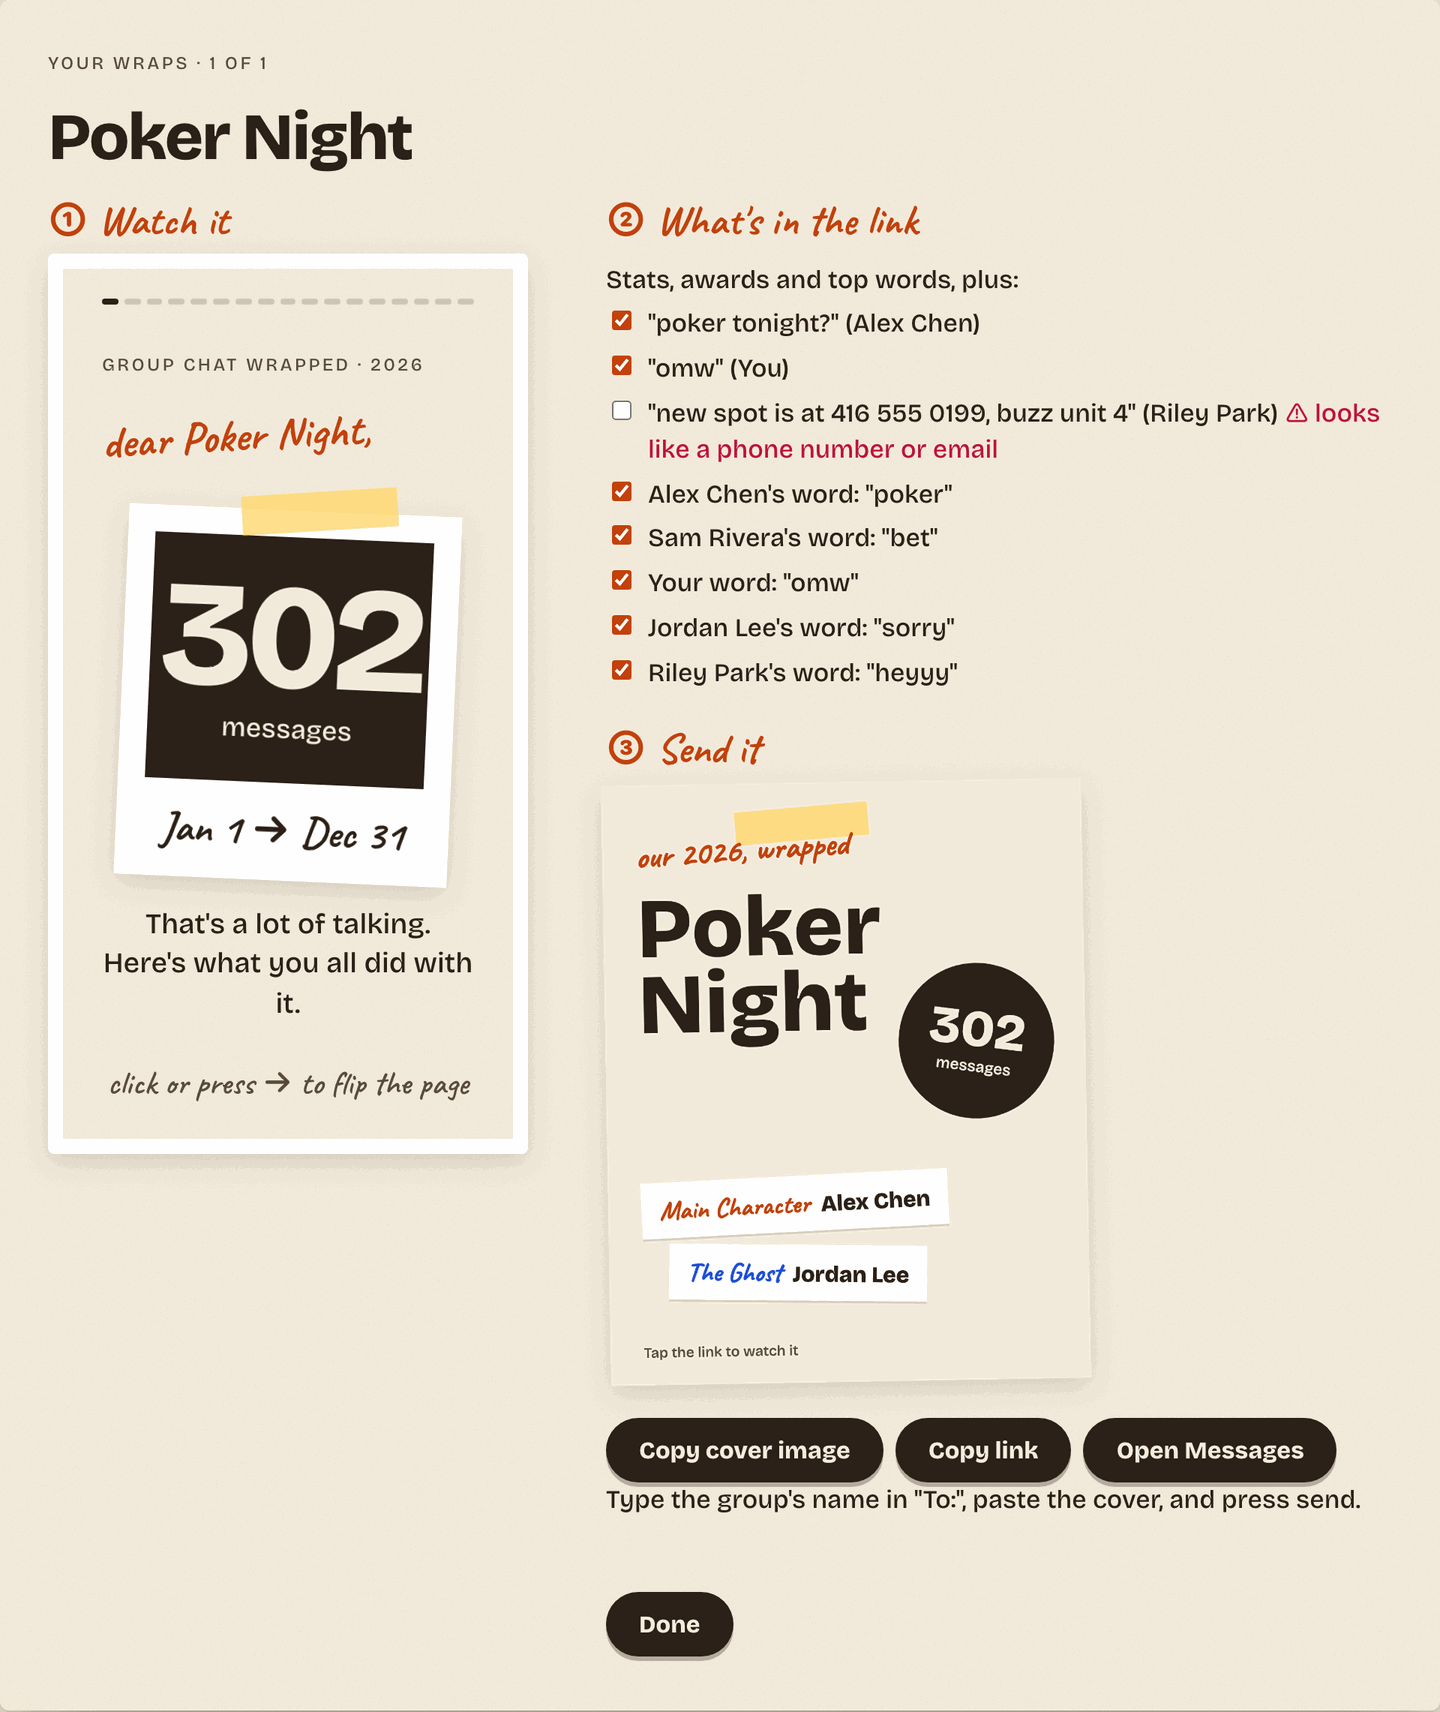 YOUR WRAPS · 1 OF 1
Poker Night
1 Watch it
GROUP CHAT WRAPPED · 2026
dear Poker Night,
302
messages
Jan 1 → Dec 31
That's a lot of talking.
Here's what you all did with
it.
click or press → to flip the page
2 What's in the link
Stats, awards and top words, plus:
"poker tonight?" (Alex Chen)
"omw" (You)
"new spot is at 416 555 0199, buzz unit 4" (Riley Park) ⚠ looks
like a phone number or email
Alex Chen's word: "poker"
Sam Rivera's word: "bet"
Your word: "omw"
Jordan Lee's word: "sorry"
Riley Park's word: "heyyy"
3 Send it
our 2026, wrapped
Poker
Night
302
messages
Main Character Alex Chen
The Ghost Jordan Lee
Tap the link to watch it
Copy cover image
Copy link
Open Messages
Type the group's name in "To:", paste the cover, and press send.
Done